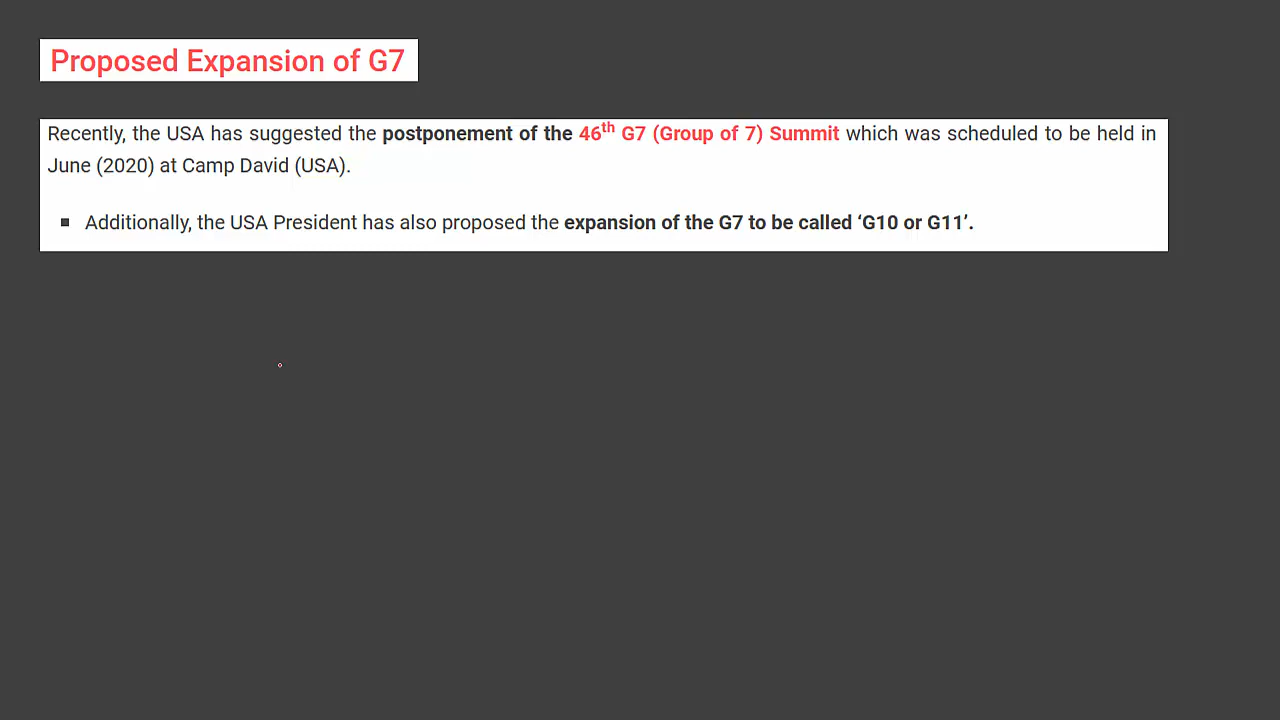 Proposed Expansion of G7
Recently, the USA has suggested the postponement of the 46th G7 (Group of 7) Summit which was scheduled to be held in
June (2020) at Camp David (USA).
▪ Additionally, the USA President has also proposed the expansion of the G7 to be called ‘G10 or G11’.